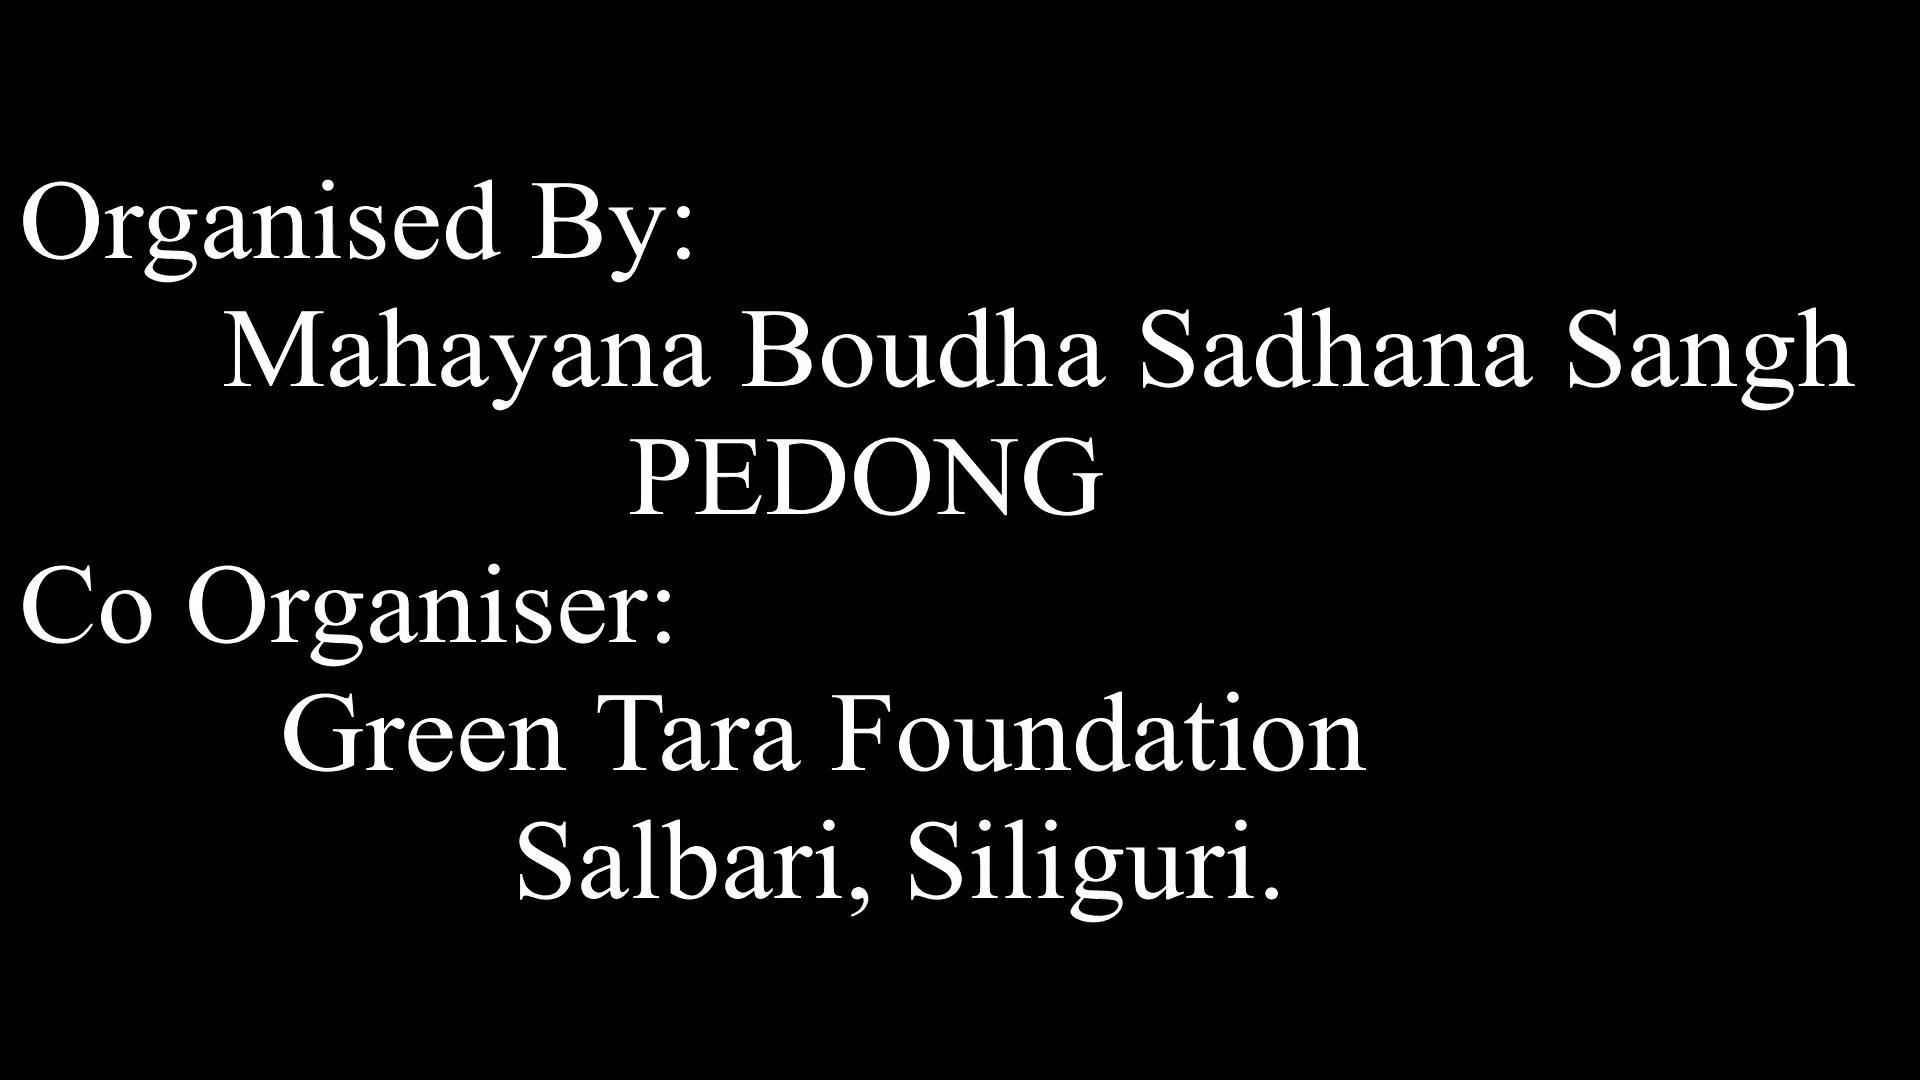 Organised By:
Mahayana Boudha Sadhana Sangh
PEDONG
Co Organiser:
Green Tara Foundation
Salbari, Siliguri.